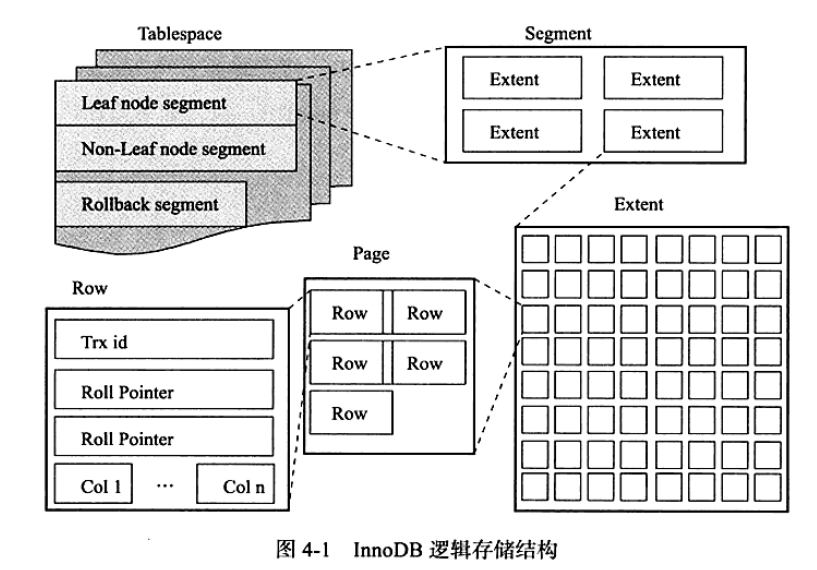 Tablespace
Leaf node segment
Non-Leaf node segment
Rollback segment
Segment
Extent Extent
Extent Extent
Extent
Page
Row Row
Row Row
Row
Row
Trx id
Roll Pointer
Roll Pointer
Col 1 ··· Col n
图 4-1 InnoDB 逻辑存储结构